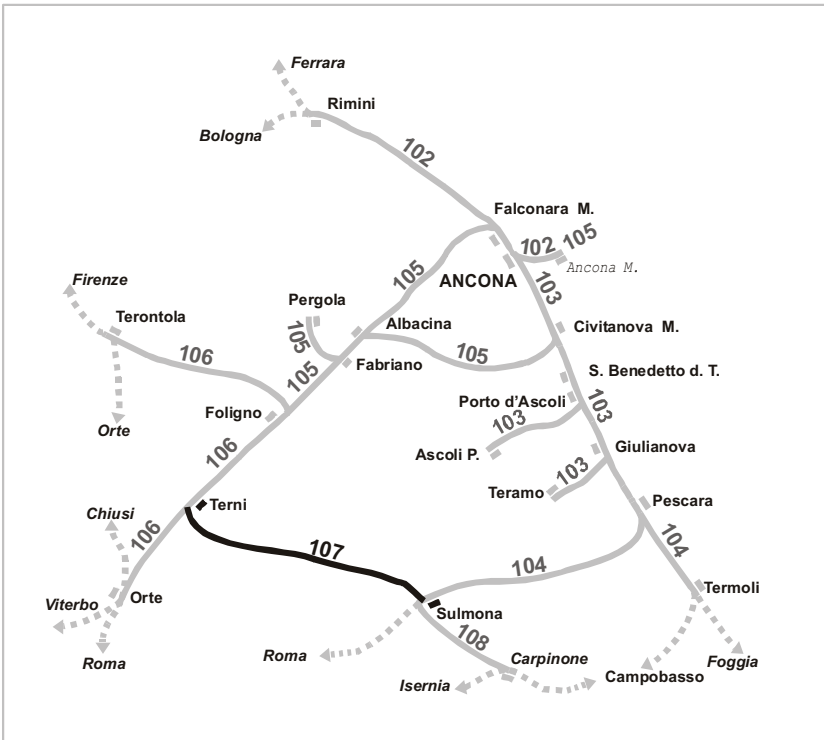 Ferrara
Rimini
Bologna
102
Falconara M.
102
105
Ancona M.
ANCONA
103
105
Firenze
Pergola
Terontola
105
Albacina
Civitanova M.
106
105
105
Fabriano
S. Benedetto d. T.
Foligno
Porto d'Ascoli
103
103
Orte
106
Ascoli P.
Giulianova
103
Teramo
Pescara
Terni
Chiusi
106
107
104
104
Termoli
Viterbo
Orte
Sulmona
108
Roma
Roma
Carpinone
Foggia
Isernia
Campobasso